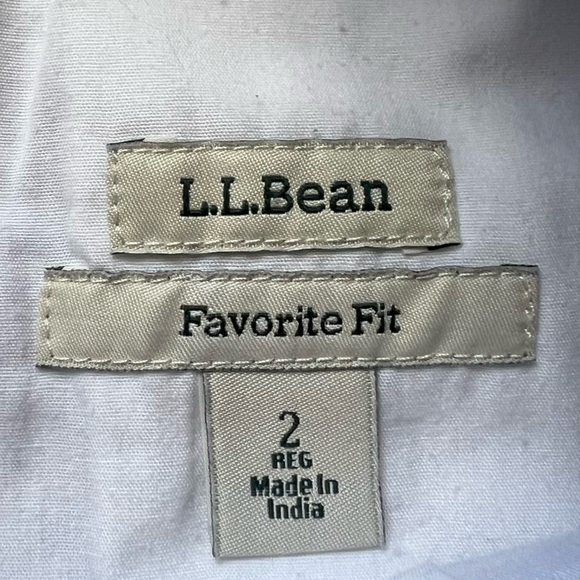 L.L.Bean
Favorite Fit
2
REG
Made In
India